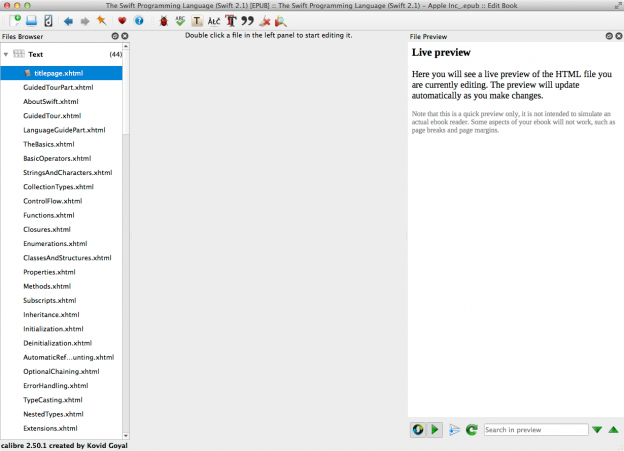 The Swift Programming Language (Swift 2.1) [EPUB] :: The Swift Programming Language (Swift 2.1) - Apple Inc_.epub :: Edit Book
Files Browser
Double click a file in the left panel to start editing it.
File Preview
Text (44)
titlepage.xhtml
GuidedTourPart.xhtml
AboutSwift.xhtml
GuidedTour.xhtml
LanguageGuidePart.xhtml
TheBasics.xhtml
BasicOperators.xhtml
StringsAndCharacters.xhtml
CollectionTypes.xhtml
ControlFlow.xhtml
Functions.xhtml
Closures.xhtml
Enumerations.xhtml
ClassesAndStructures.xhtml
Properties.xhtml
Methods.xhtml
Subscripts.xhtml
Inheritance.xhtml
Initialization.xhtml
Deinitialization.xhtml
AutomaticRef...unting.xhtml
OptionalChaining.xhtml
ErrorHandling.xhtml
TypeCasting.xhtml
NestedTypes.xhtml
Extensions.xhtml
Live preview
Here you will see a live preview of the HTML file you
are currently editing. The preview will update
automatically as you make changes.
Note that this is a quick preview only, it is not intended to simulate an
actual ebook reader. Some aspects of your ebook will not work, such as
page breaks and page margins.
Search in preview
calibre 2.50.1 created by Kovid Goyal